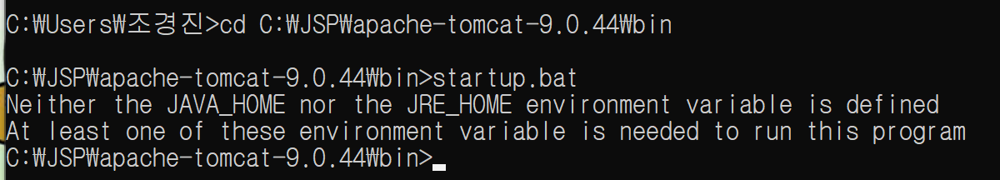 C:₩Users₩조경진>cd C:₩JSP₩apache-tomcat-9.0.44₩bin
C:₩JSP₩apache-tomcat-9.0.44₩bin>startup.bat
Neither the JAVA_HOME nor the JRE_HOME environment variable is defined
At least one of these environment variable is needed to run this program
C:₩JSP₩apache-tomcat-9.0.44₩bin>